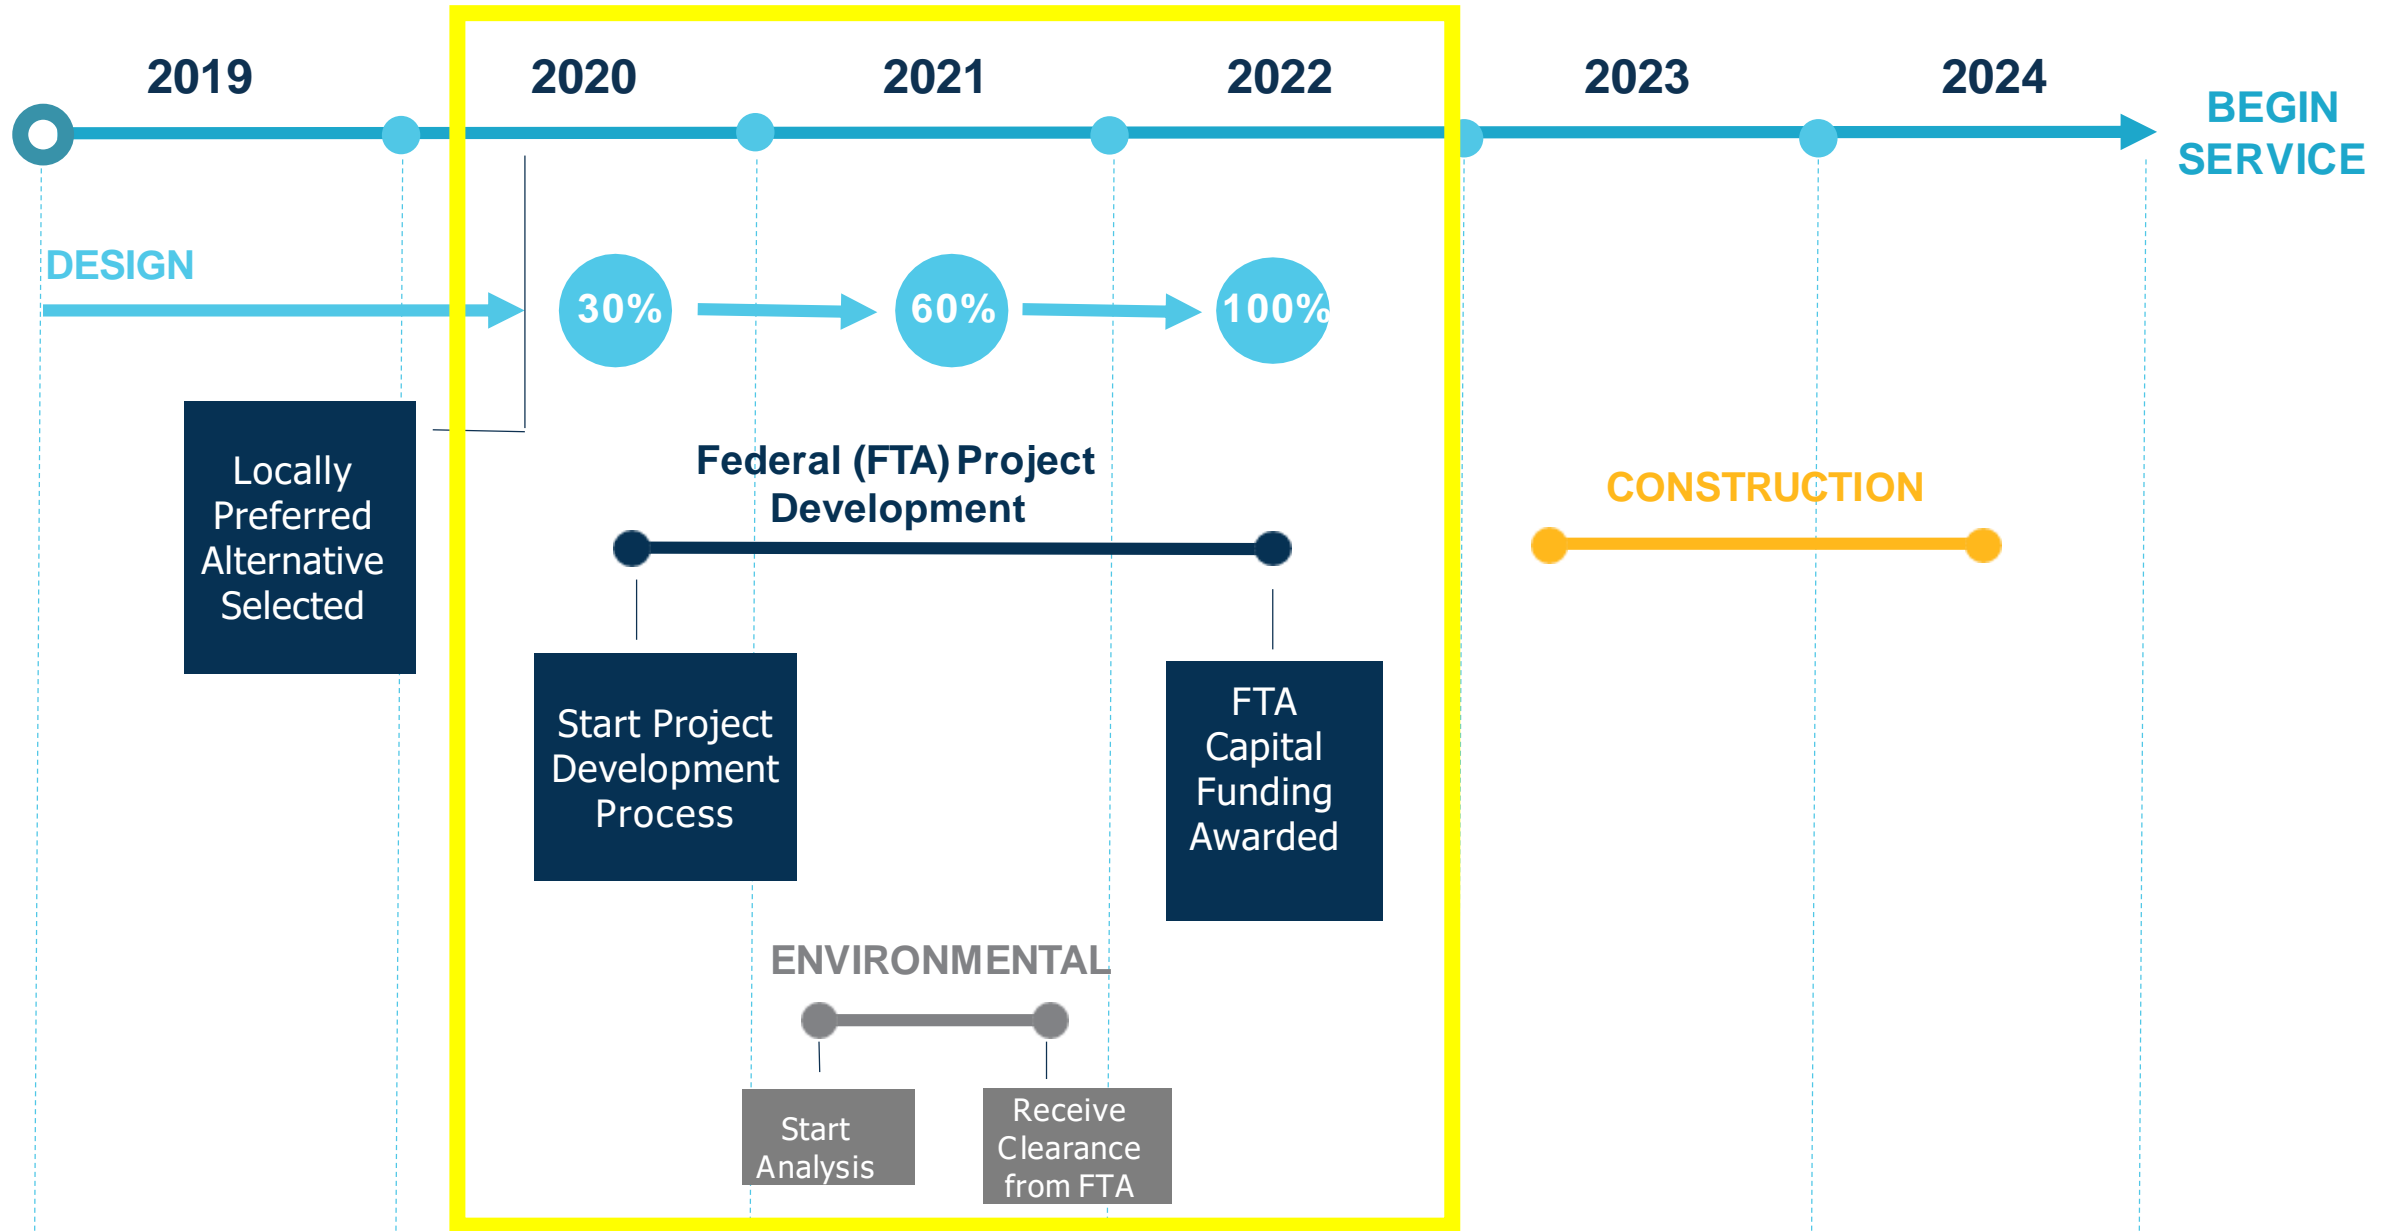 2019
2020
2021
2022
2023
2024
BEGIN
SERVICE
DESIGN
30%
60%
100%
Locally
Preferred
Alternative
Selected
Federal (FTA) Project
Development
CONSTRUCTION
Start Project
Development
Process
FTA
Capital
Funding
Awarded
ENVIRONMENTAL
Start
Analysis
Receive
Clearance
from FTA